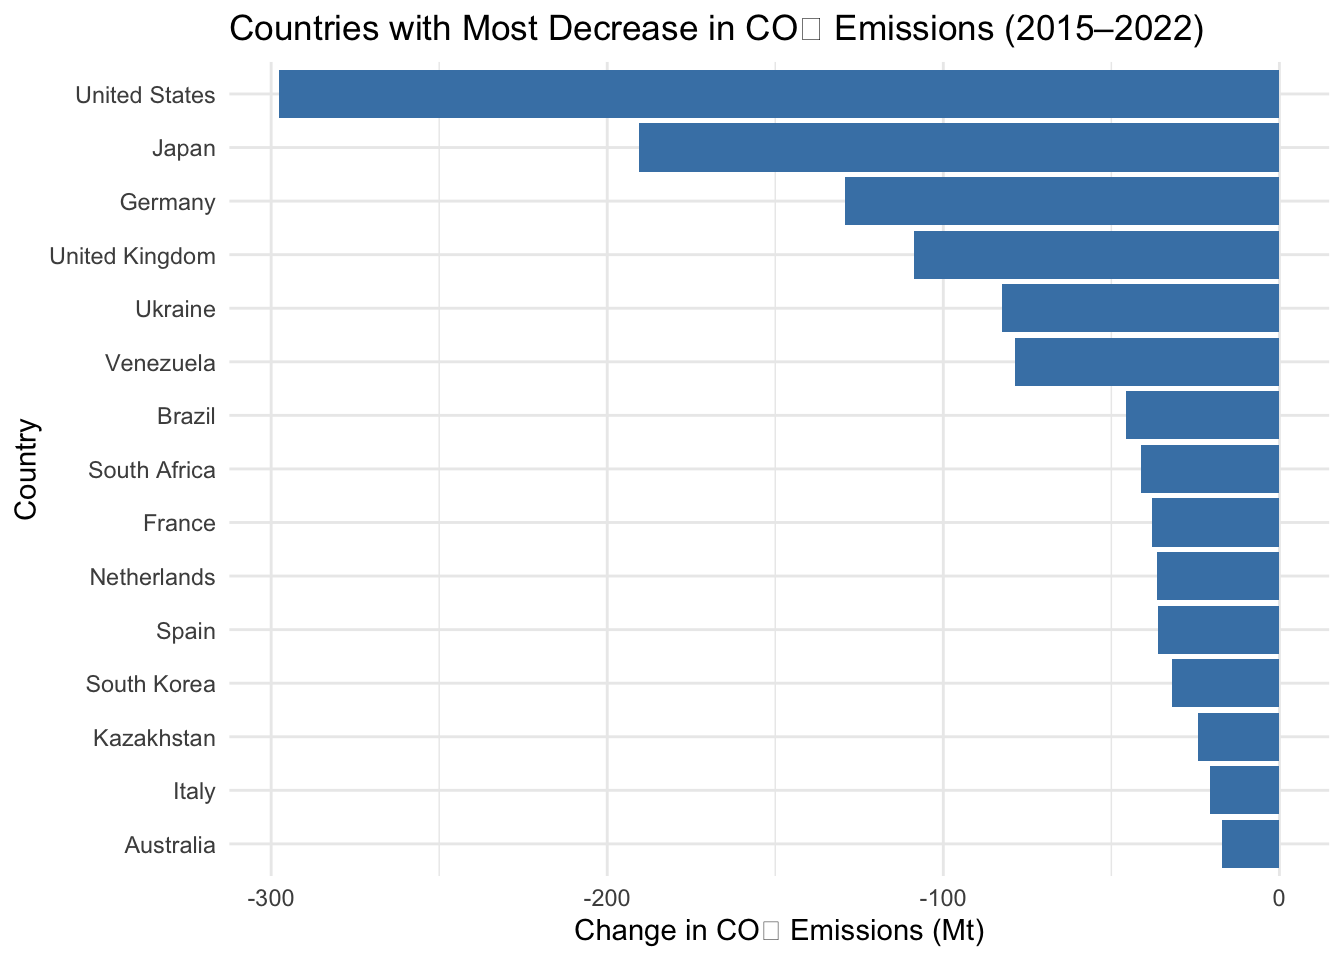 Countries with Most Decrease in CO□ Emissions (2015–2022)
United States
Japan
Germany
United Kingdom
Ukraine
Venezuela
Brazil
South Africa
France
Netherlands
Spain
South Korea
Kazakhstan
Italy
Australia
Country
-300 -200 -100 0
Change in CO□ Emissions (Mt)